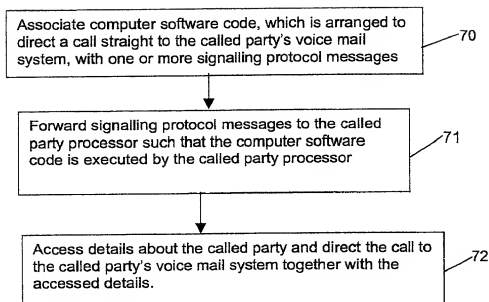 Associate computer software code, which is arranged to
direct a call straight to the called party's voice mail
system, with one or more signalling protocol messages
70
Forward signalling protocol messages to the called
party processor such that the computer software
code is executed by the called party processor
71
Access details about the called party and direct the call to
the called party's voice mail system together with the
accessed details.
72